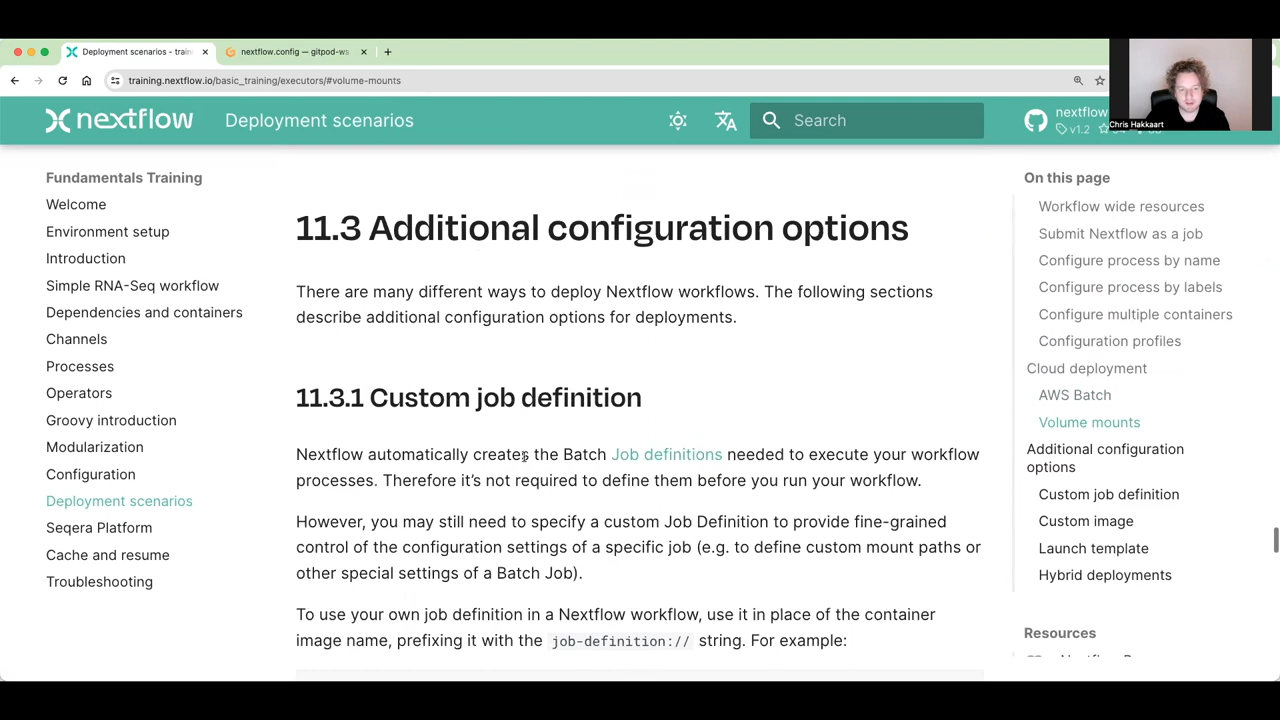 Deployment scenarios - traini
nextflow.config — gitpod-ws
training.nextflow.io/basic_training/executors/#volume-mounts
nextflow
Deployment scenarios
Search
nextflow
v1.2
Chris Hakkaart
Fundamentals Training
Welcome
Environment setup
Introduction
Simple RNA-Seq workflow
Dependencies and containers
Channels
Processes
Operators
Groovy introduction
Modularization
Configuration
Deployment scenarios
Seqera Platform
Cache and resume
Troubleshooting
11.3 Additional configuration options
There are many different ways to deploy Nextflow workflows. The following sections
describe additional configuration options for deployments.
11.3.1 Custom job definition
Nextflow automatically creates the Batch Job definitions needed to execute your workflow
processes. Therefore it's not required to define them before you run your workflow.
However, you may still need to specify a custom Job Definition to provide fine-grained
control of the configuration settings of a specific job (e.g. to define custom mount paths or
other special settings of a Batch Job).
To use your own job definition in a Nextflow workflow, use it in place of the container
image name, prefixing it with the job-definition:// string. For example:
On this page
Workflow wide resources
Submit Nextflow as a job
Configure process by name
Configure process by labels
Configure multiple containers
Configuration profiles
Cloud deployment
AWS Batch
Volume mounts
Additional configuration
options
Custom job definition
Custom image
Launch template
Hybrid deployments
Resources